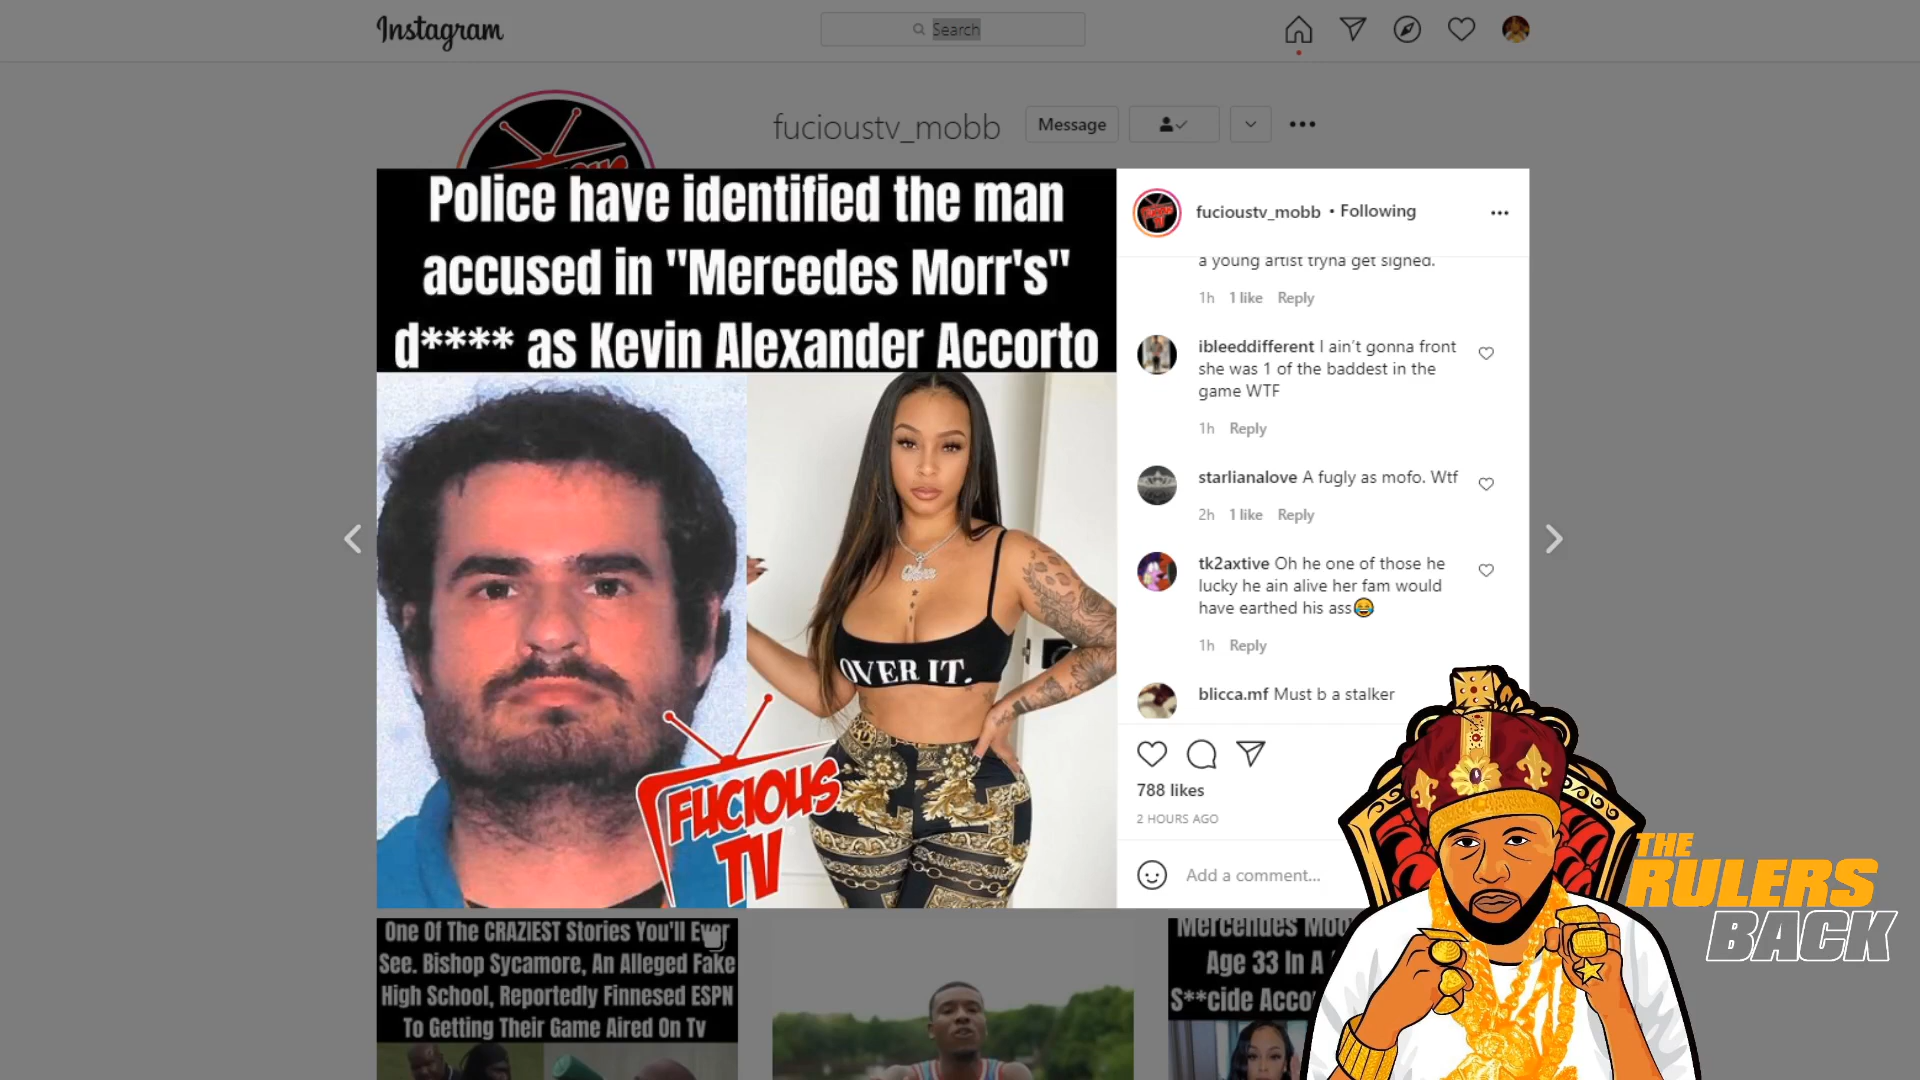 Instagram
Search
fucioustv_mobb
Message
Police have identified the man
accused in "Mercedes Morr's"
d**** as Kevin Alexander Accorto
OVER IT.
FUCIOUS
TV
fucioustv_mobb • Following
a young artist tryna get signed.
1h 1 like Reply
ibleeddifferent I ain't gonna front
she was 1 of the baddest in the
game WTF
1h Reply
starlianalove A fugly as mofo. Wtf
2h 1 like Reply
tk2axtive Oh he one of those he
lucky he ain alive her fam would
have earthed his ass😂
1h Reply
blicca.mf Must b a stalker
788 likes
2 HOURS AGO
Add a comment...
One Of The CRAZIEST Stories You'll Ever
See. Bishop Sycamore, An Alleged Fake
High School, Reportedly Finnesed ESPN
To Getting Their Game Aired On Tv
Age 33 In A
THE
RULERS
BACK